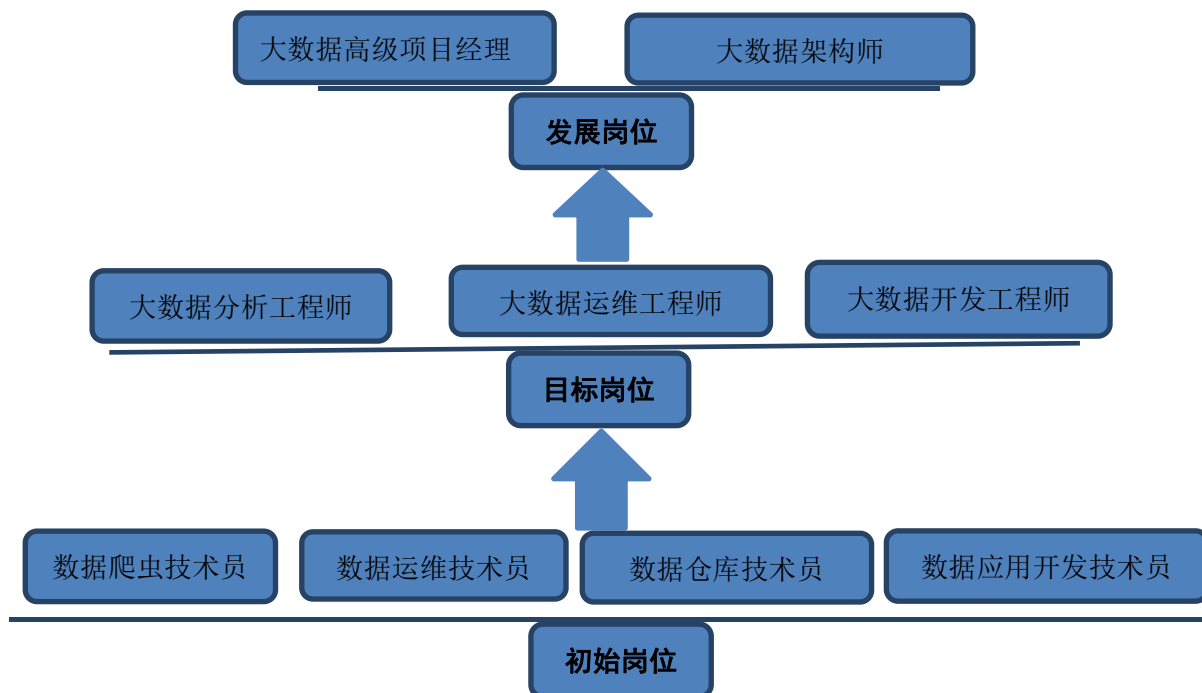 大数据高级项目经理
大数据架构师
发展岗位
大数据分析工程师
大数据运维工程师
大数据开发工程师
目标岗位
数据爬虫技术员
数据运维技术员
数据仓库技术员
数据应用开发技术员
初始岗位